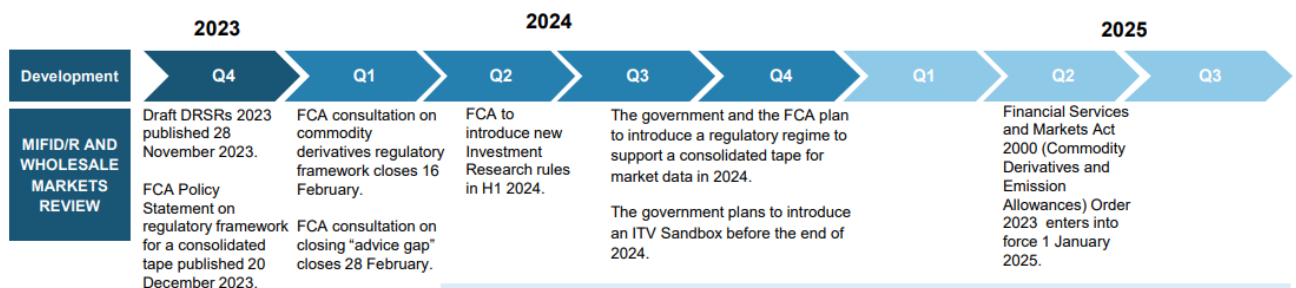 2023
2024
2025
Development
Q4
Q1
Q2
Q3
Q4
Q1
Q2
Q3
MIFID/R AND
WHOLESALE
MARKETS
REVIEW
Draft DRSRs 2023
published 28
November 2023.
FCA Policy
Statement on
regulatory framework
for a consolidated
tape published 20
December 2023.
FCA consultation on
commodity
derivatives regulatory
framework closes 16
February.
FCA consultation on
closing “advice gap”
closes 28 February.
FCA to
introduce new
Investment
Research rules
in H1 2024.
The government and the FCA plan
to introduce a regulatory regime to
support a consolidated tape for
market data in 2024.
The government plans to introduce
an ITV Sandbox before the end of
2024.
Financial Services
and Markets Act
2000 (Commodity
Derivatives and
Emission
Allowances) Order
2023 enters into
force 1 January
2025.